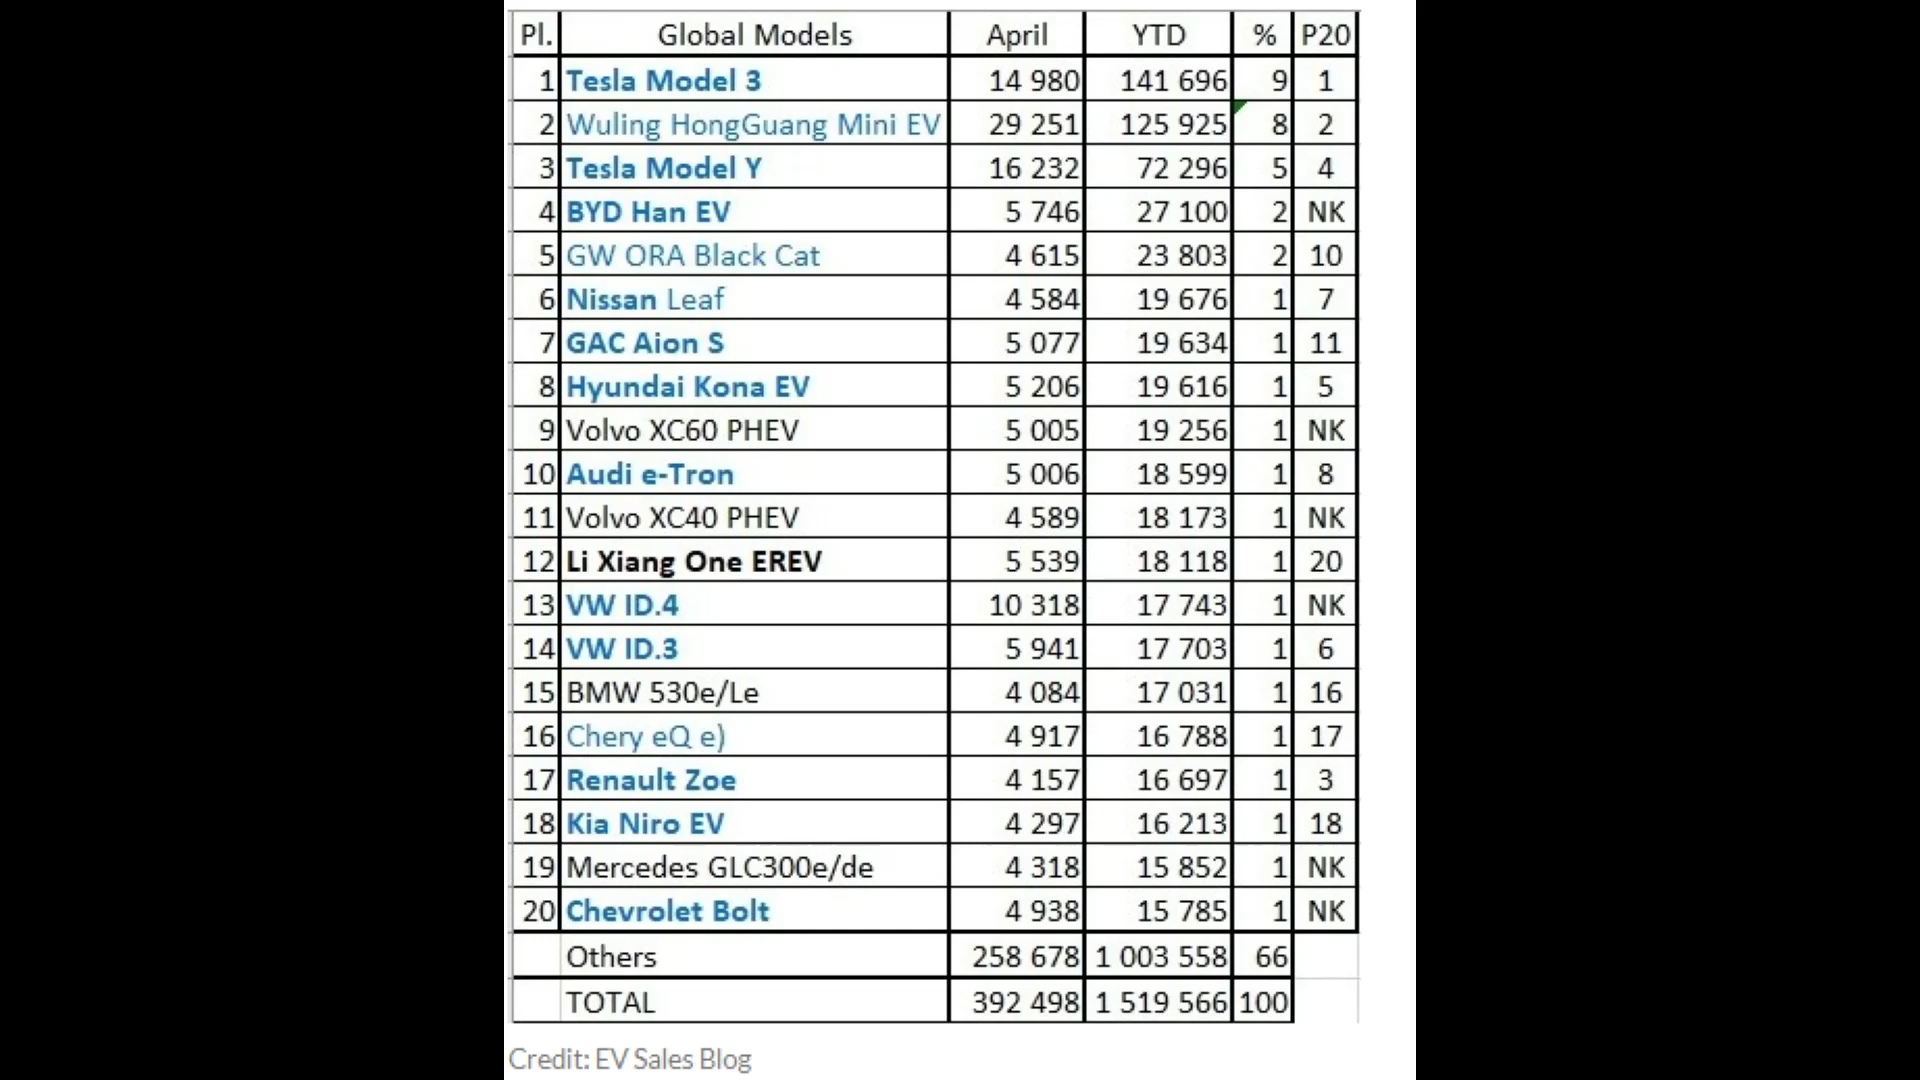 Pl. Global Models April YTD % P20
1 Tesla Model 3 14 980 141 696 9 1
2 Wuling HongGuang Mini EV 29 251 125 925 8 2
3 Tesla Model Y 16 232 72 296 5 4
4 BYD Han EV 5 746 27 100 2 NK
5 GW ORA Black Cat 4 615 23 803 2 10
6 Nissan Leaf 4 584 19 676 1 7
7 GAC Aion S 5 077 19 634 1 11
8 Hyundai Kona EV 5 206 19 616 1 5
9 Volvo XC60 PHEV 5 005 19 256 1 NK
10 Audi e-Tron 5 006 18 599 1 8
11 Volvo XC40 PHEV 4 589 18 173 1 NK
12 Li Xiang One EREV 5 539 18 118 1 20
13 VW ID.4 10 318 17 743 1 NK
14 VW ID.3 5 941 17 703 1 6
15 BMW 530e/Le 4 084 17 031 1 16
16 Chery eQ e) 4 917 16 788 1 17
17 Renault Zoe 4 157 16 697 1 3
18 Kia Niro EV 4 297 16 213 1 18
19 Mercedes GLC300e/de 4 318 15 852 1 NK
20 Chevrolet Bolt 4 938 15 785 1 NK
Others 258 678 1 003 558 66
TOTAL 392 498 1 519 566 100
Credit: EV Sales Blog